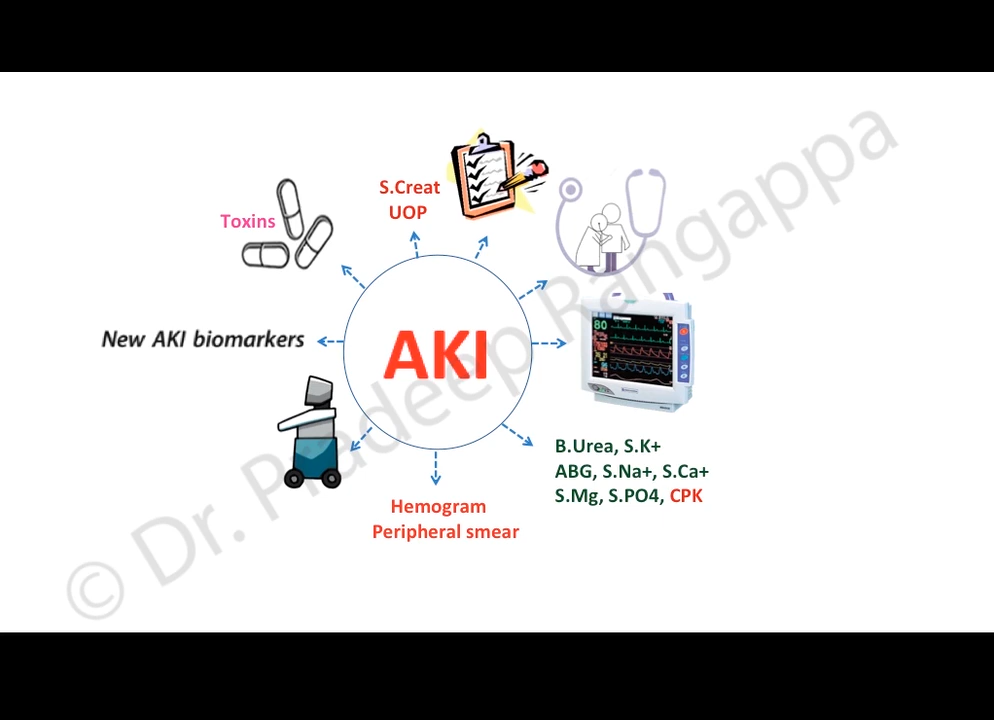 S.Creat
UOP
Toxins
New AKI biomarkers
AKI
80
B.Urea, S.K+
ABG, S.Na+, S.Ca+
S.Mg, S.PO4, CPK
Hemogram
Peripheral smear
© Dr. Pradeep Rangappa